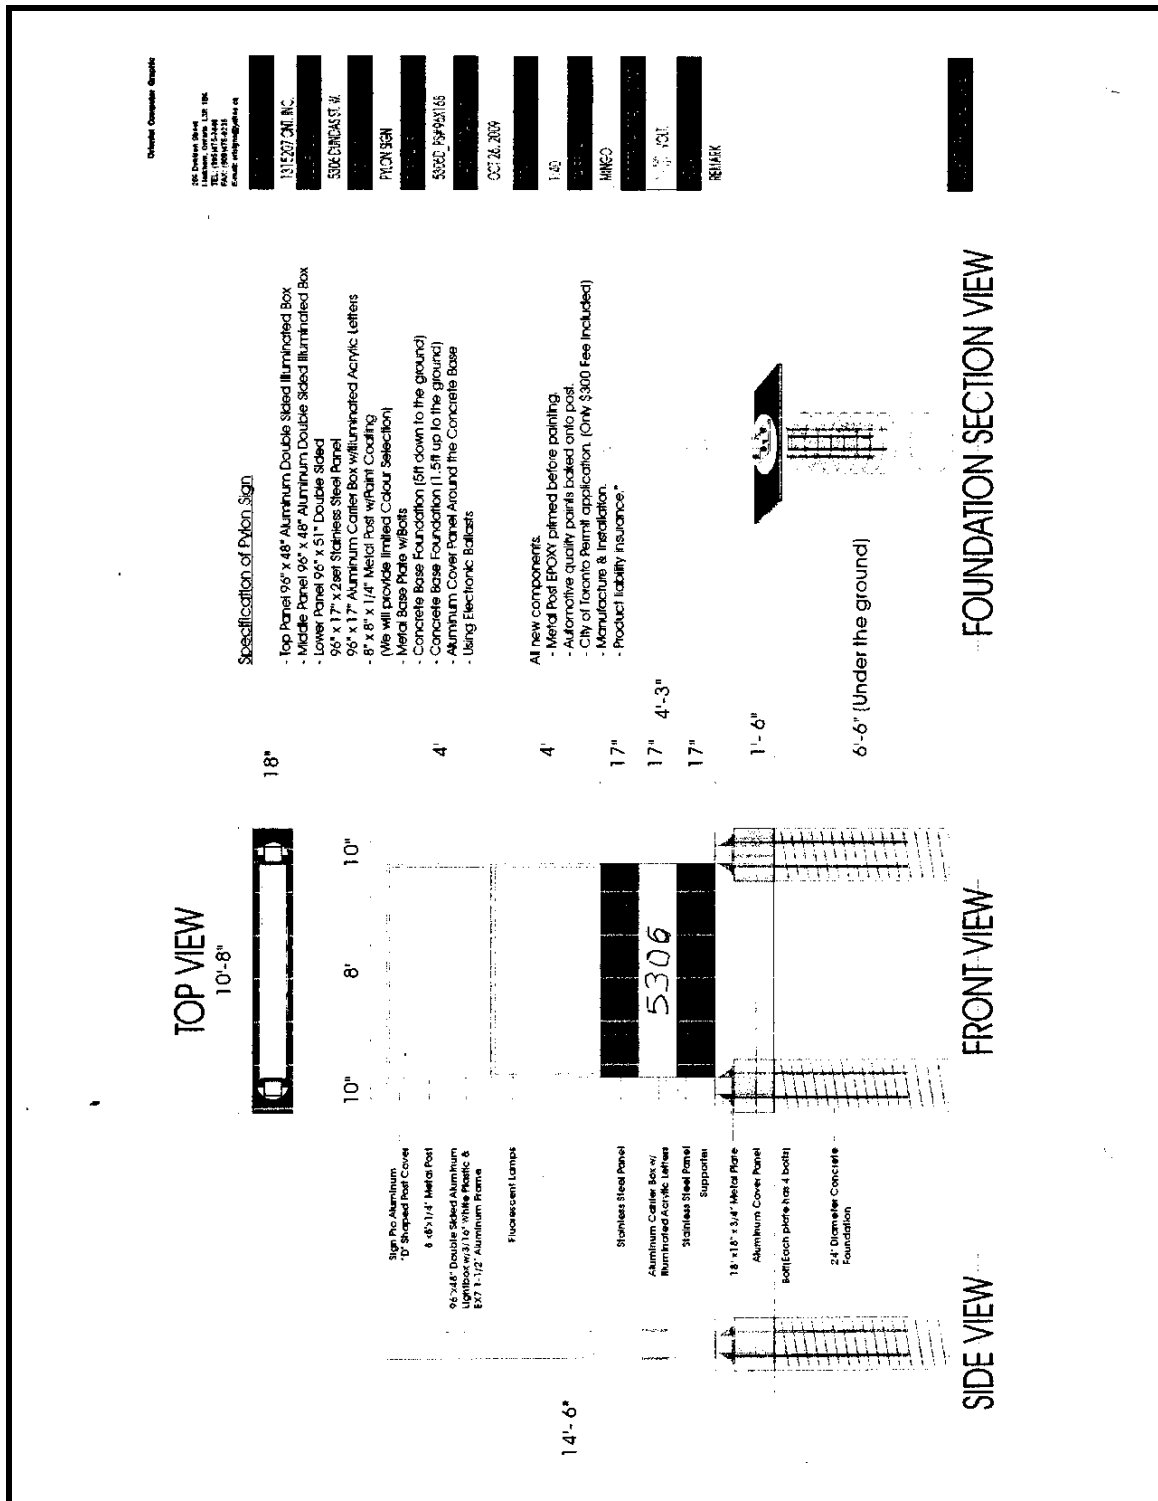 Oriental Computer Graphic
131 5207 ONT. INC.
5306 DUNDAS ST. W.
PYLON SIGN
5306D_PS#96X168
OCT 26, 2009
1:40
MINGO
VOLT.
REMARK
Specification of Pylon Sign
- Top Panel 96" x 48" Aluminum Double Sided Illuminated Box
- Middle Panel 96" x 48" Aluminum Double Sided Illuminated Box
- Lower Panel 96" x 51" Double Sided
96" x 17" x 2set Stainless Steel Panel
96" x 17" Aluminum Carrier Box w/Illuminated Acrylic Letters
- 8" x 8" x 1/4" Metal Post w/Paint Coating
(We will provide limited Colour Selection)
- Metal Base Plate w/Bolts
- Concrete Base Foundation (5ft down to the ground)
- Concrete Base Foundation (1.5ft up to the ground)
- Aluminum Cover Panel Around the Concrete Base
- Using Electronic Ballasts
All new components.
- Metal Post EPOXY primed before painting.
- Automotive quality paints baked onto post.
- City of Toronto Permit application. (Only $300 Fee Included)
- Manufacture & Installation.
- Product liability insurance."
TOP VIEW
10'-8"
18"
10"
8'
10"
4'
4'
17"
17"
17"
4'-3"
1'- 6"
6'-6" (Under the ground)
5306
Sign Pro Aluminum
"D" Shaped Post Cover
Metal Post
96"x48" Double Sided Aluminum
Lightbox w/3/16" White Plastic &
EX7 1-1/2" Aluminum Frame
Fluorescent Lamps
Stainless Steel Panel
Aluminum Carrier Box w/
Illuminated Acrylic Letters
Stainless Steel Panel
Supporter
18" x18" x 3/4" Metal Plate
Aluminum Cover Panel
Bolt(Each plate has 4 bolts)
24" Diameter Concrete
Foundation
14'- 6"
SIDE VIEW
FRONT VIEW
FOUNDATION SECTION VIEW